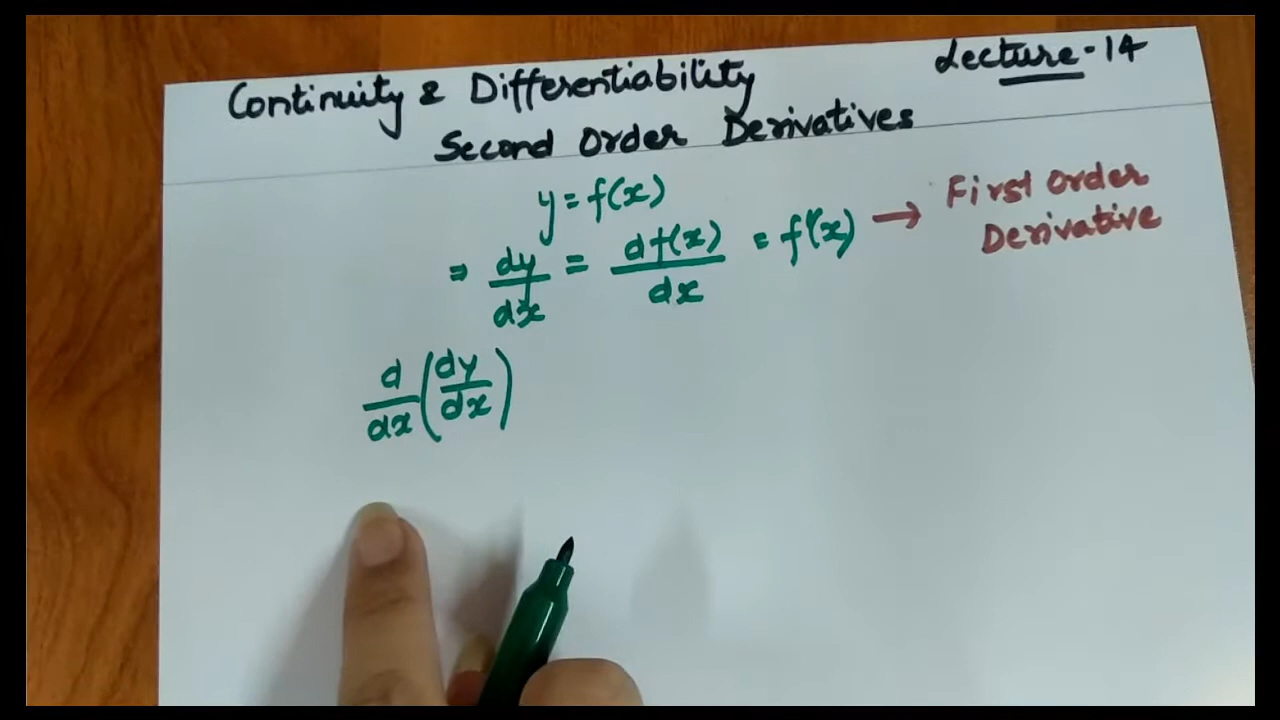 Lecture-14
Continuity & Differentiability
Second Order Derivatives
y = f(x)
= dy/dx = df(x)/dx = f'(x) → First Order Derivative
d/dx (dy/dx)